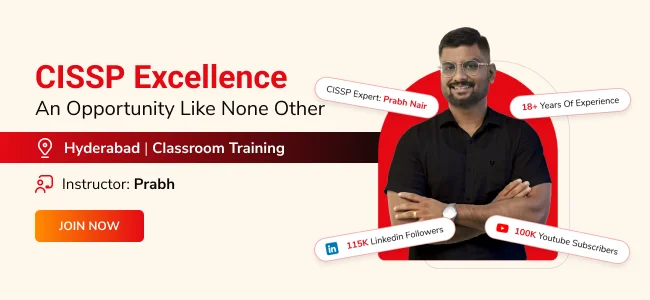 CISSP Excellence
An Opportunity Like None Other
Hyderabad | Classroom Training
Instructor: Prabh
JOIN NOW
CISSP Expert: Prabh Nair
18+ Years Of Experience
115K Linkedin Followers
100K Youtube Subscribers